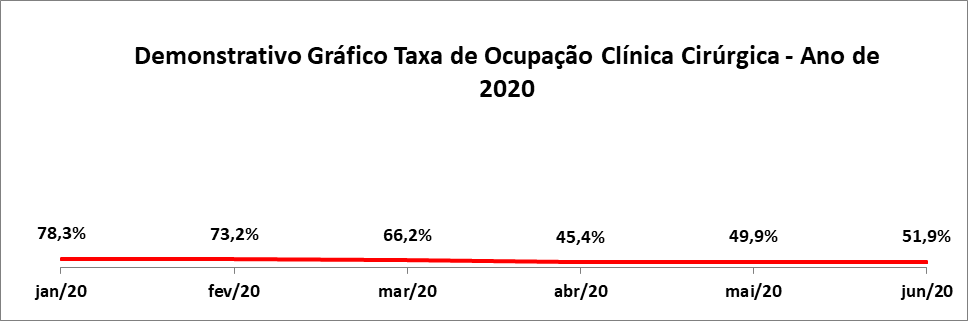 Demonstrativo Gráfico Taxa de Ocupação Clínica Cirúrgica - Ano de
2020
78,3% 73,2% 66,2% 45,4% 49,9% 51,9%
jan/20 fev/20 mar/20 abr/20 mai/20 jun/20